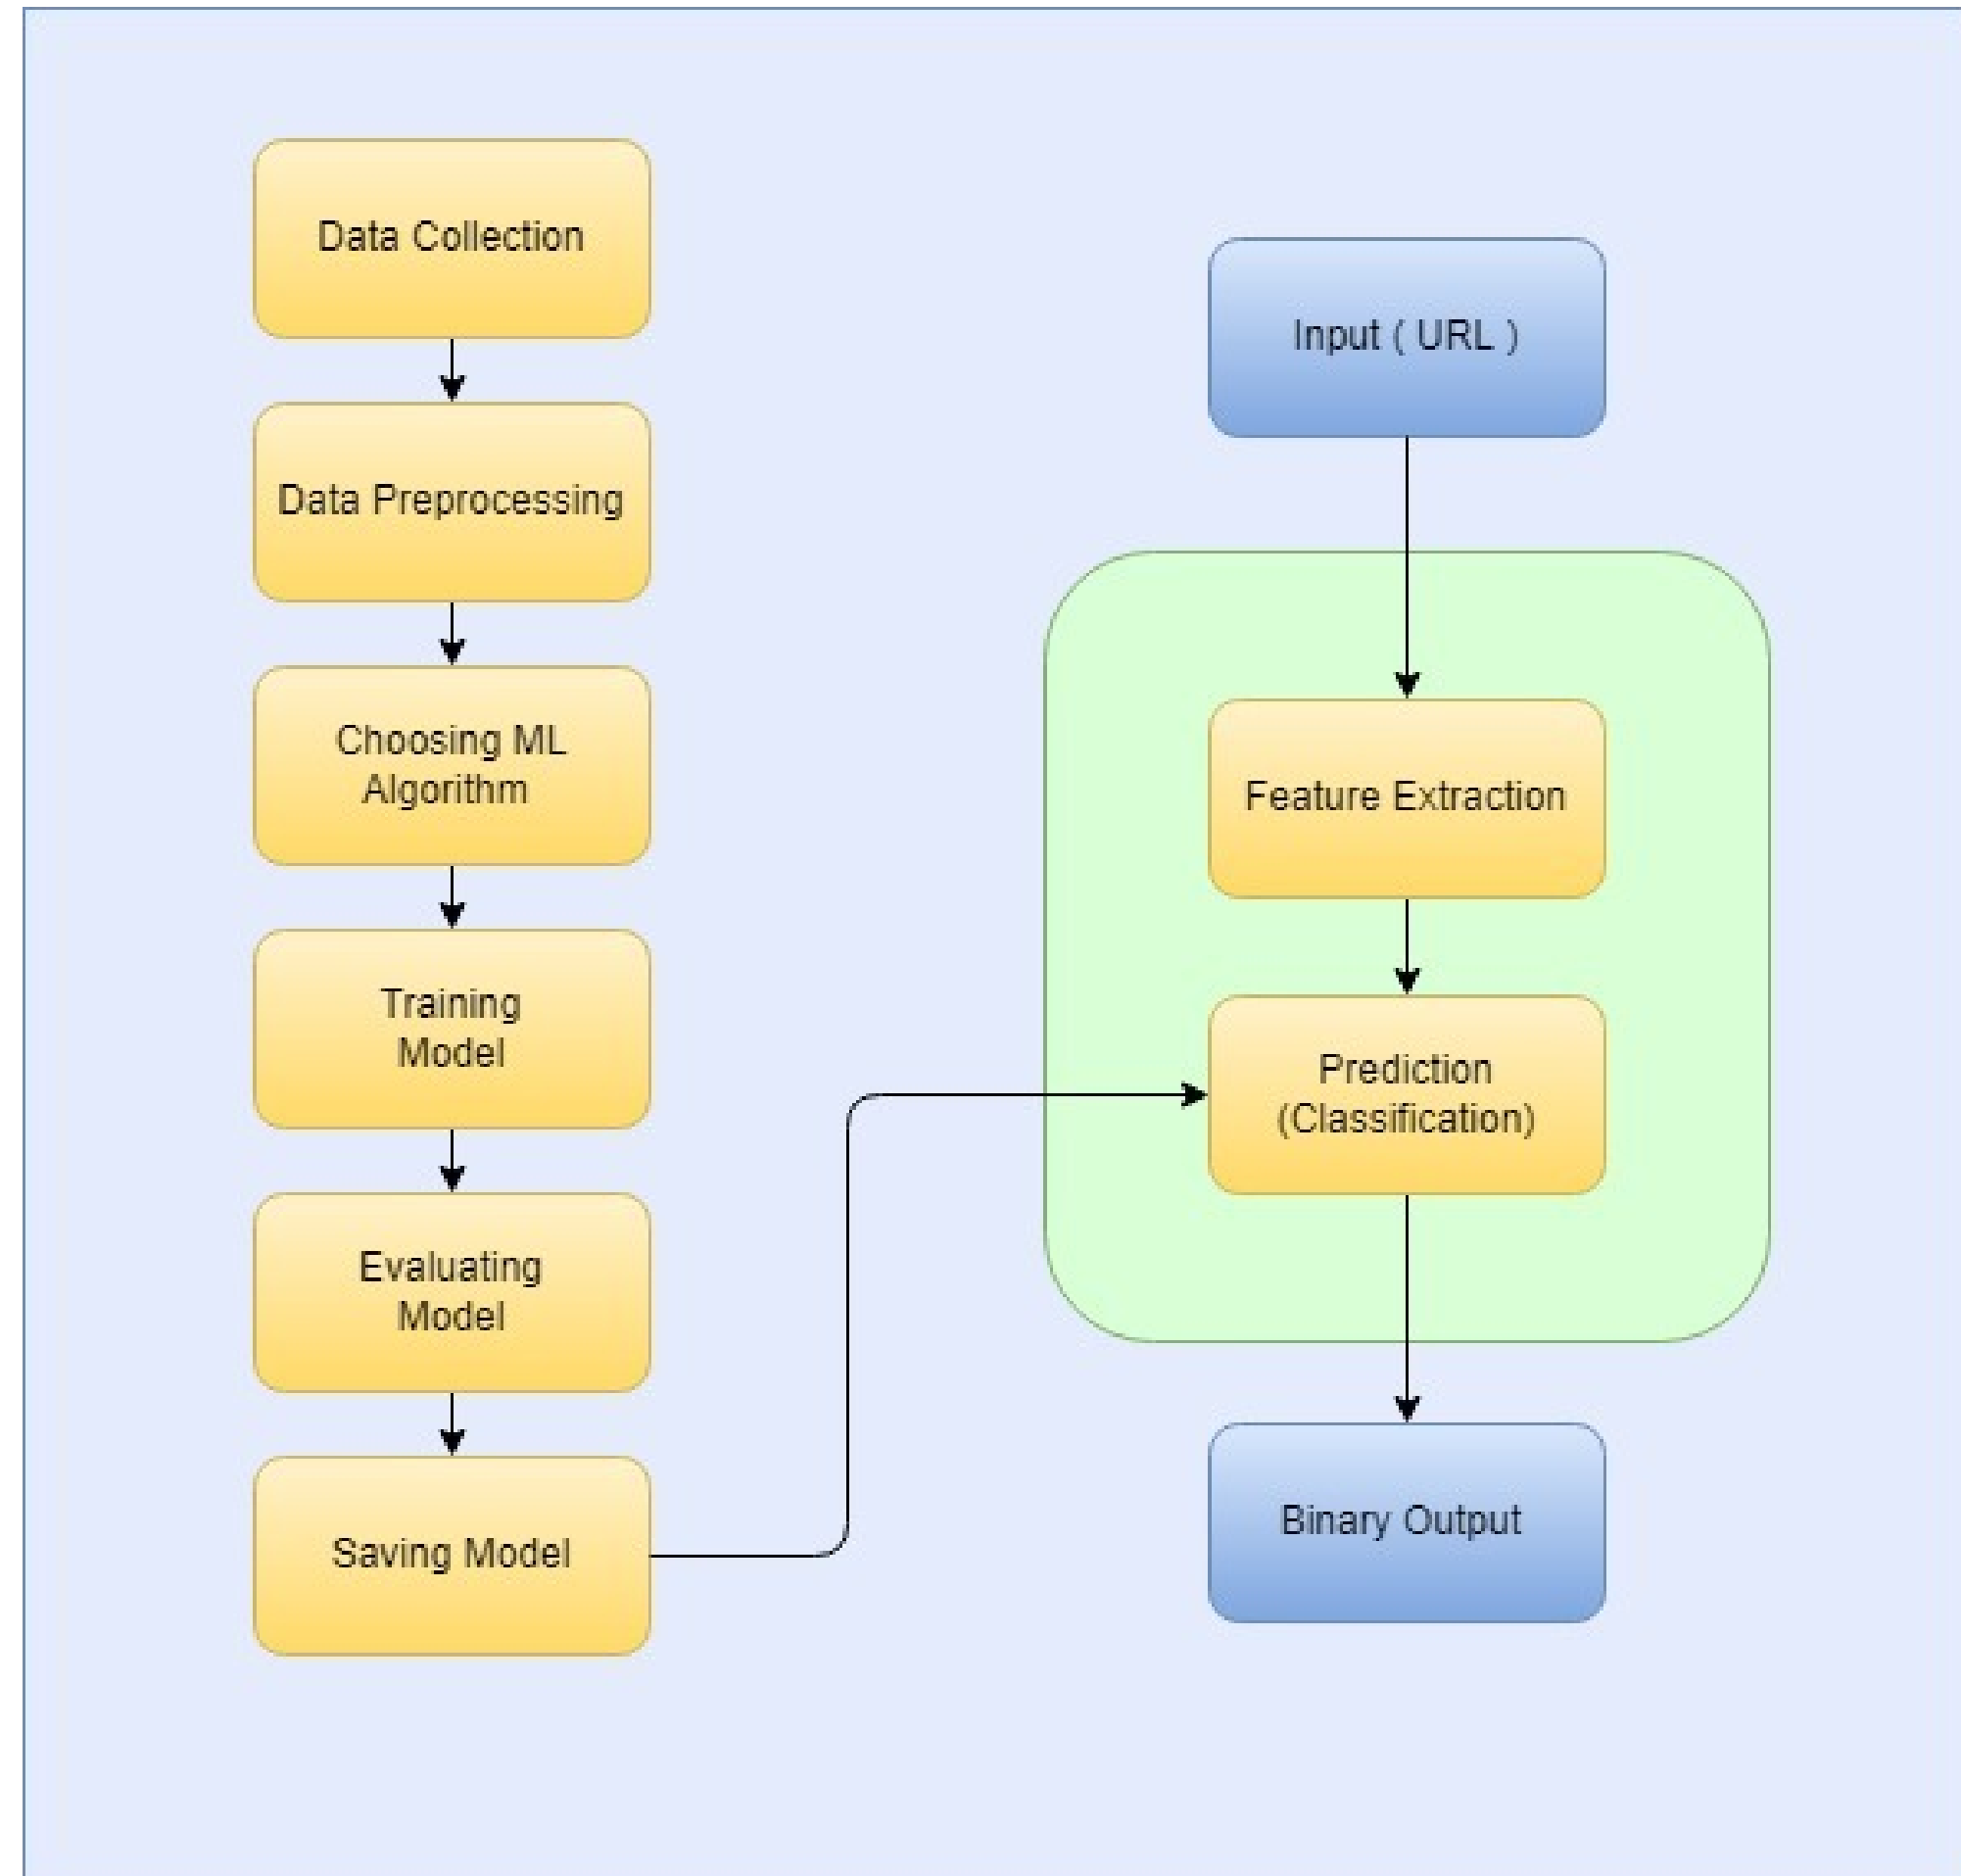 Data Collection
Data Preprocessing
Choosing ML
Algorithm
Training
Model
Evaluating
Model
Saving Model
Input ( URL )
Feature Extraction
Prediction
(Classification)
Binary Output